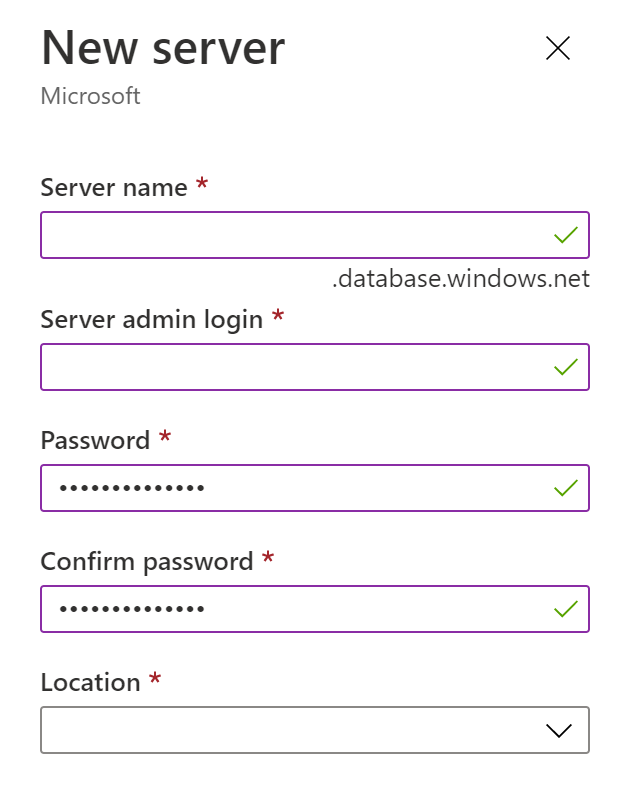 New server
Microsoft
Server name *
.database.windows.net
Server admin login *
Password *
••••••••••••••
Confirm password *
••••••••••••••
Location *